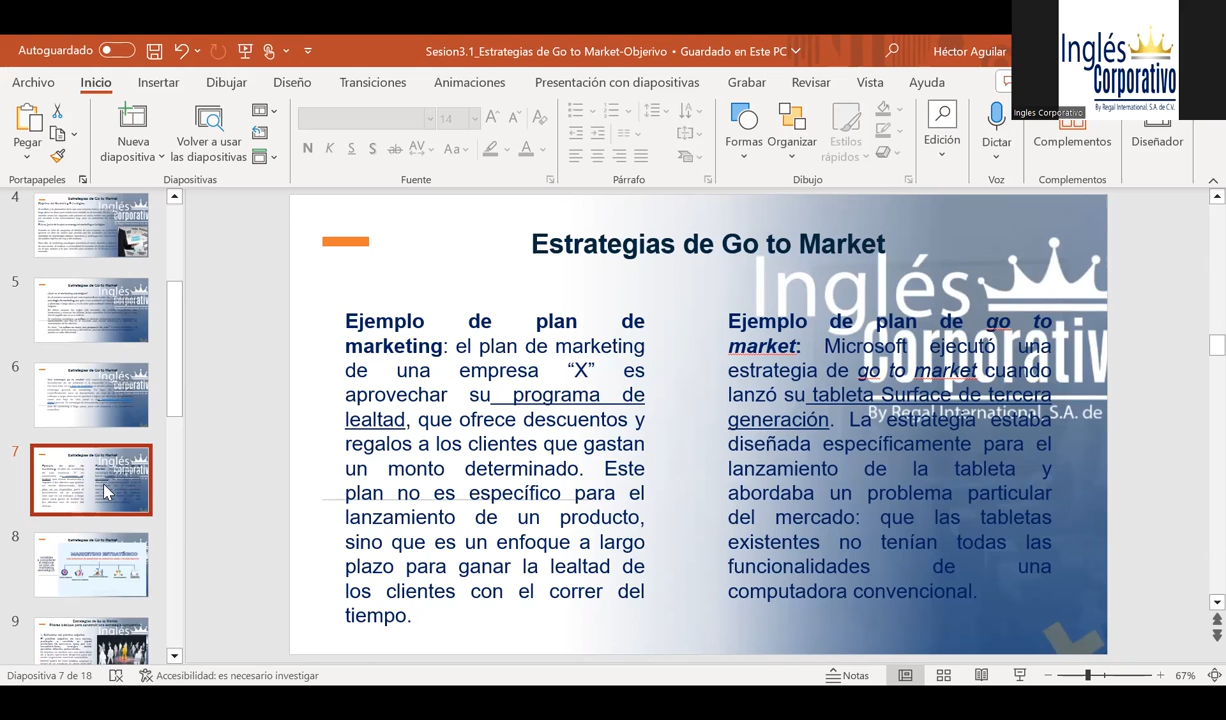 Autoguardado
Sesion3.1_Estrategias de Go to Market-Objerivo • Guardado en Este PC
Héctor Aguilar
Archivo Inicio Insertar Dibujar Diseño Transiciones Animaciones Presentación con diapositivas Grabar Revisar Vista Ayuda
Inglés
Corporativo
By Regal International, S.A. de C.V.
Ingles Corporativo
14
Pegar
Nueva
diapositiva
Volver a usar
las diapositivas
Formas
Organizar
Estilos
rápidos
Edición
Dictar
Complementos
Diseñador
Portapapeles
Diapositivas
Fuente
Párrafo
Dibujo
Voz
Complementos
4
5
6
7
8
MARKETING ESTRATÉGICO
9
Estrategias de Go to Market
Inglés
Corporativ
By Regal International, S.A. de
Ejemplo de plan de
marketing: el plan de marketing
de una empresa “X” es
aprovechar su programa de
lealtad, que ofrece descuentos y
regalos a los clientes que gastan
un monto determinado. Este
plan no es específico para el
lanzamiento de un producto,
sino que es un enfoque a largo
plazo para ganar la lealtad de
los clientes con el correr del
tiempo.
Ejemplo de plan de go to
market: Microsoft ejecutó una
estrategia de go to market cuando
lanzó su tableta Surface de tercera
generación. La estrategia estaba
diseñada específicamente para el
lanzamiento de la tableta y
abordaba un problema particular
del mercado: que las tabletas
existentes no tenían todas las
funcionalidades de una
computadora convencional.
Diapositiva 7 de 18
Accesibilidad: es necesario investigar
Notas
67%